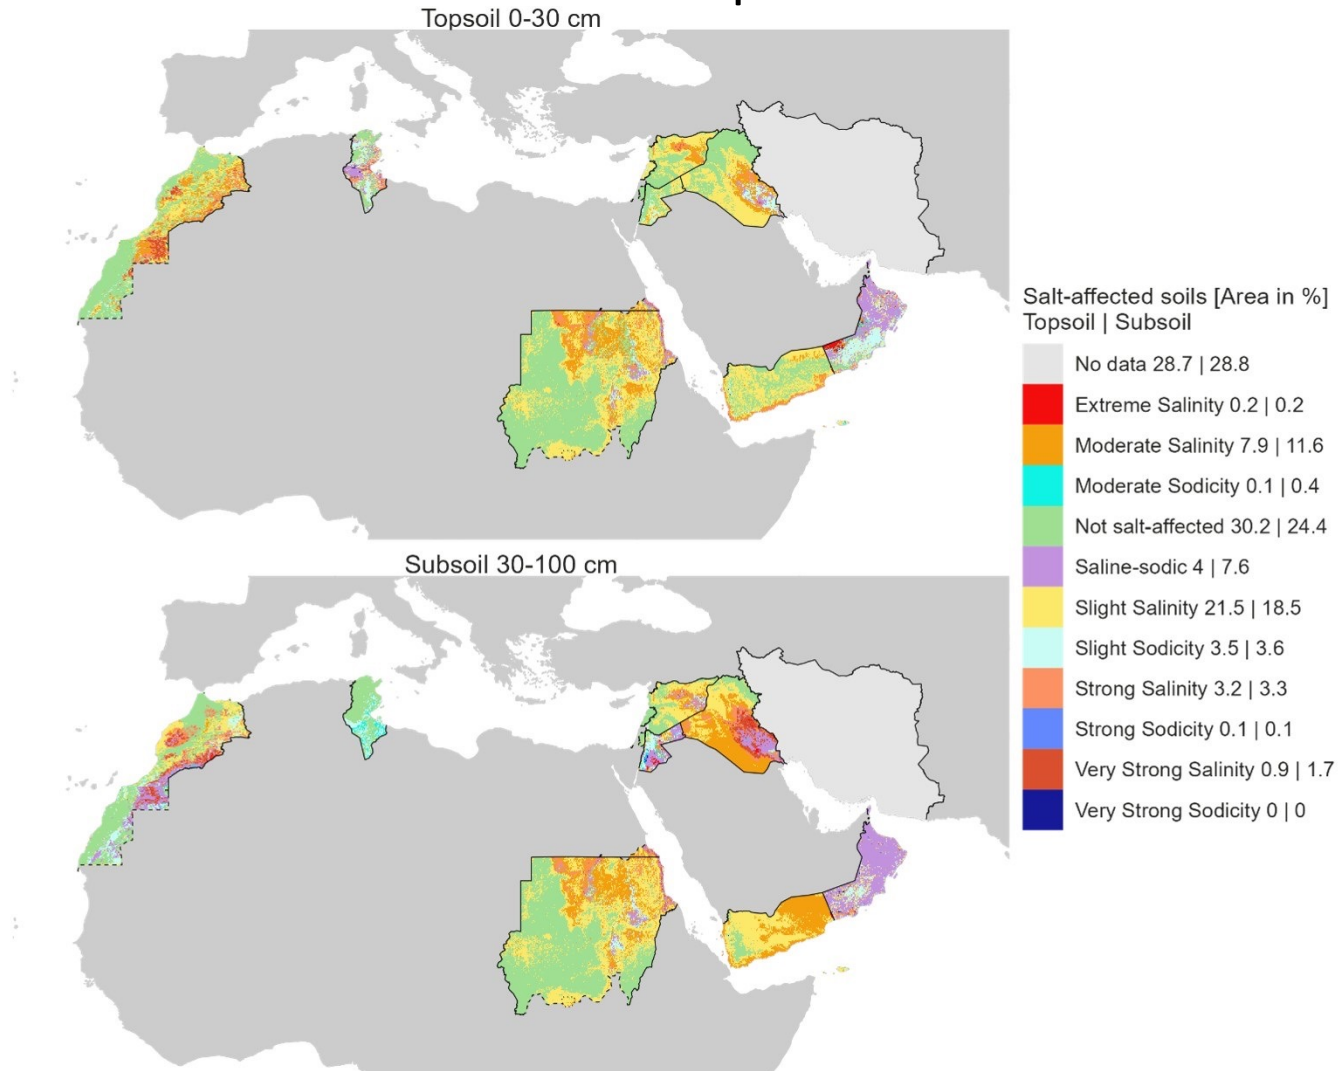 Topsoil 0-30 cm
Salt-affected soils [Area in %]
Topsoil | Subsoil
No data 28.7 | 28.8
Extreme Salinity 0.2 | 0.2
Moderate Salinity 7.9 | 11.6
Moderate Sodicity 0.1 | 0.4
Not salt-affected 30.2 | 24.4
Saline-sodic 4 | 7.6
Slight Salinity 21.5 | 18.5
Slight Sodicity 3.5 | 3.6
Strong Salinity 3.2 | 3.3
Strong Sodicity 0.1 | 0.1
Very Strong Salinity 0.9 | 1.7
Very Strong Sodicity 0 | 0
Subsoil 30-100 cm